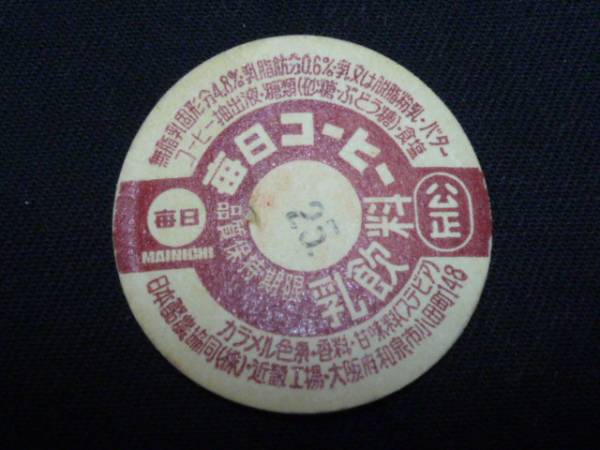 無脂乳固形分4.8%・乳脂肪分0.6%・乳又は脱脂粉乳・バター
コーヒー抽出液・糖類(砂糖・ぶどう糖)・食塩
毎日コーヒー
毎日
MAINICHI
公正
25.
品質保持期限
乳飲料
カラメル色素・香料・甘味料(ステビア)
日本酪農協同(株)・近畿工場・大阪府和泉市小田町148